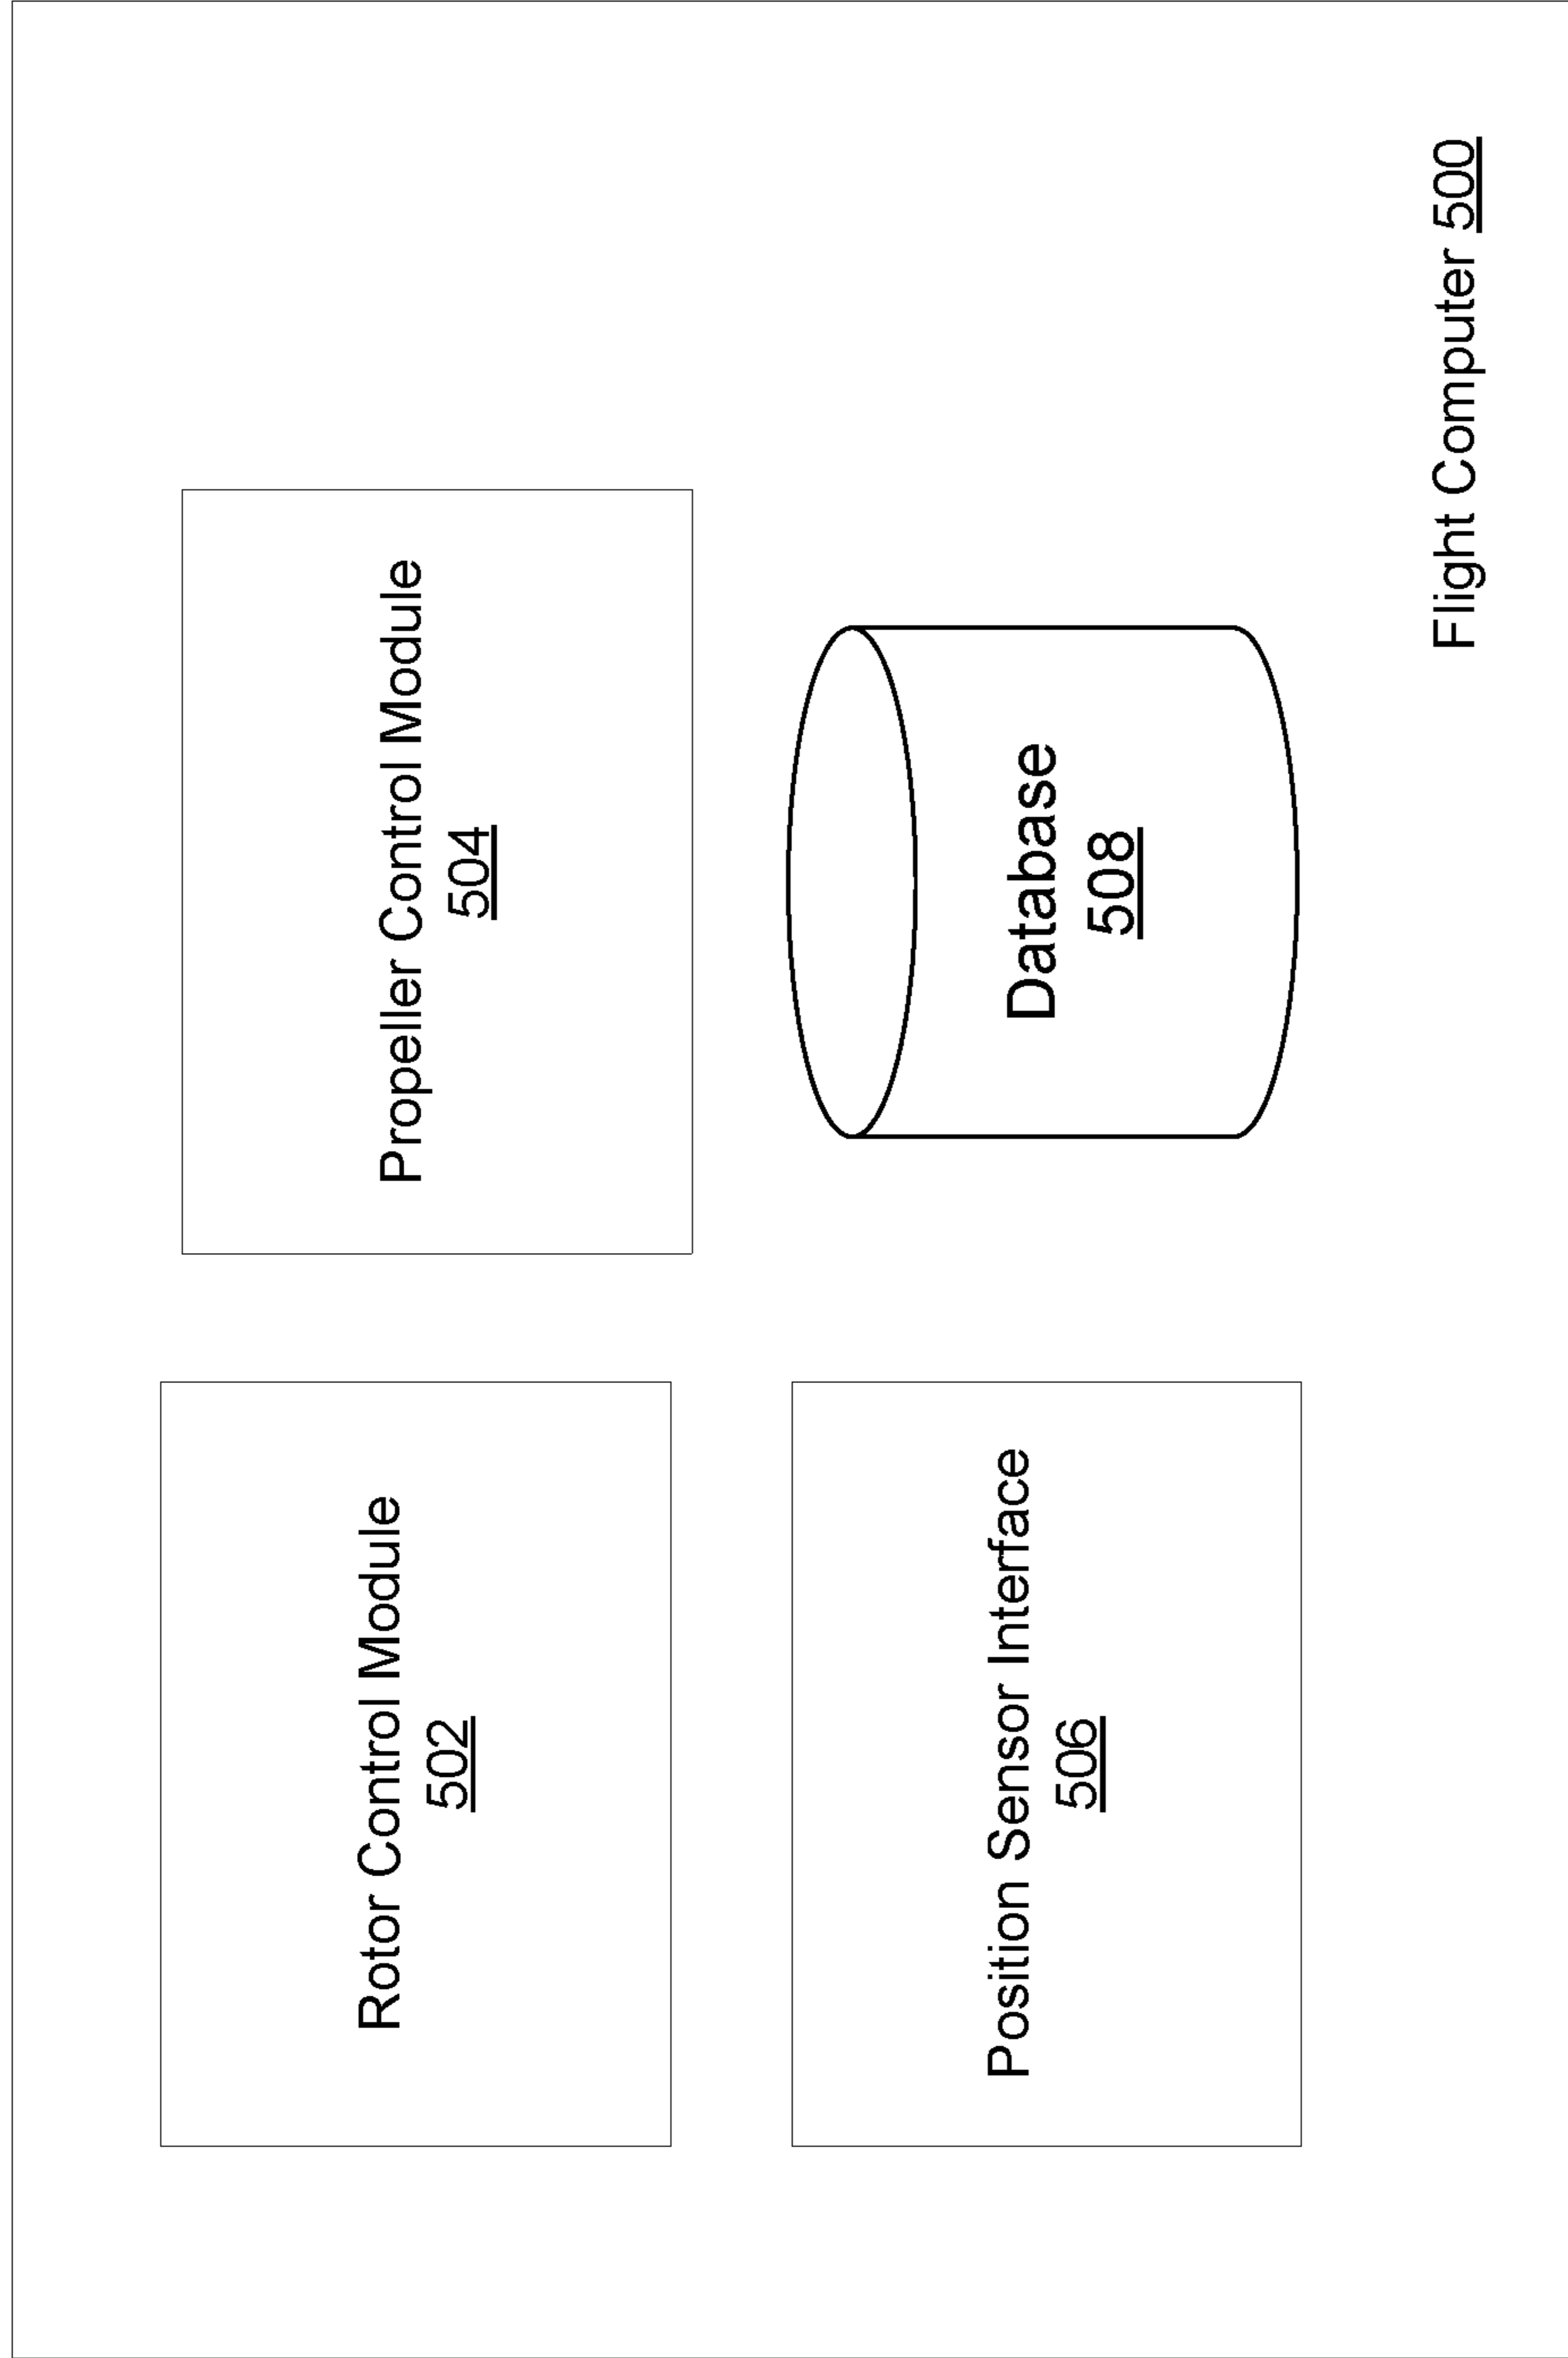 Rotor Control Module
502
Propeller Control Module
504
Position Sensor Interface
506
Database
508
Flight Computer 500